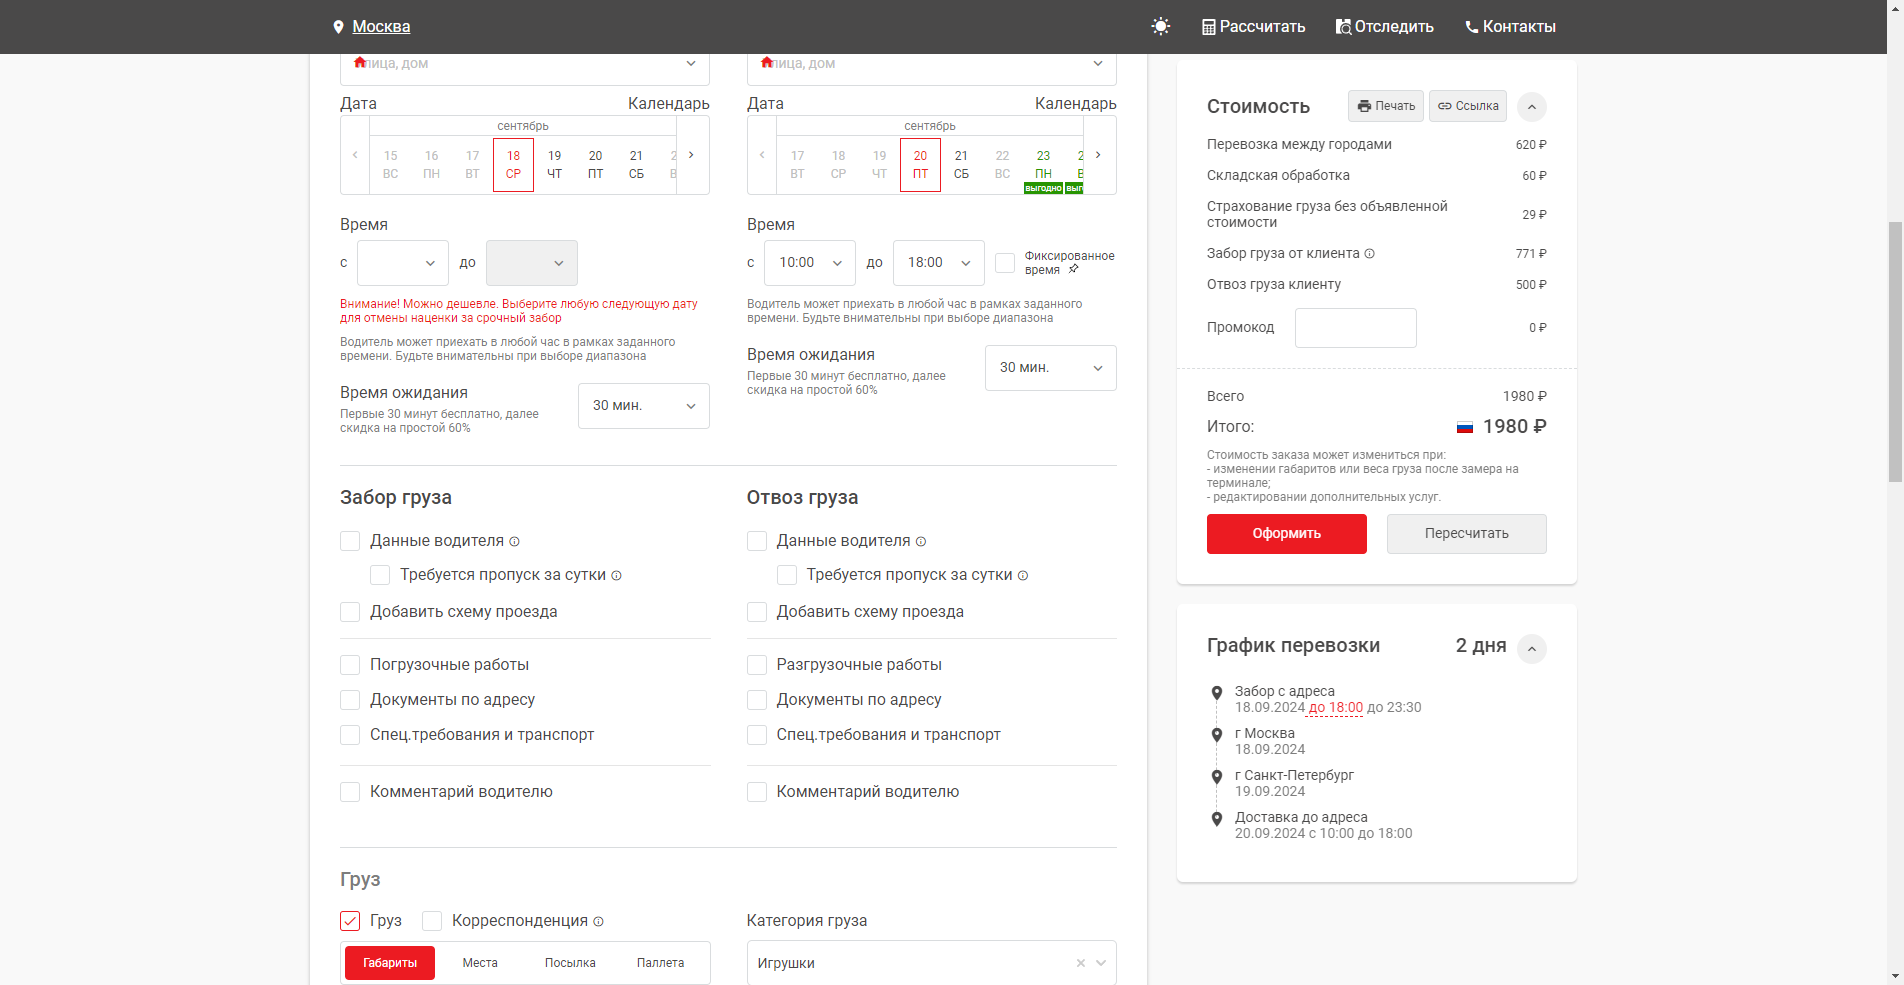 Москва
Рассчитать
Отследить
Контакты
лица, дом
Дата
Календарь
сентябрь
15 16 17 18 19 20 21
ВС ПН ВТ СР ЧТ ПТ СБ
Время
с
до
Внимание! Можно дешевле. Выберите любую следующую дату
для отмены наценки за срочный забор
Водитель может приехать в любой час в рамках заданного
времени. Будьте внимательны при выборе диапазона
Время ожидания
Первые 30 минут бесплатно, далее
скидка на простой 60%
30 мин.
лица, дом
Дата
Календарь
сентябрь
17 18 19 20 21 22 23 2
ВТ СР ЧТ ПТ СБ ВС ПН В
выгодно выг
Время
с 10:00 до 18:00
Фиксированное
время
Водитель может приехать в любой час в рамках заданного
времени. Будьте внимательны при выборе диапазона
Время ожидания
Первые 30 минут бесплатно, далее
скидка на простой 60%
30 мин.
Забор груза
Данные водителя
Требуется пропуск за сутки
Добавить схему проезда
Погрузочные работы
Документы по адресу
Спец.требования и транспорт
Комментарий водителю
Отвоз груза
Данные водителя
Требуется пропуск за сутки
Добавить схему проезда
Разгрузочные работы
Документы по адресу
Спец.требования и транспорт
Комментарий водителю
Груз
Груз
Корреспонденция
Габариты
Места
Посылка
Паллета
Категория груза
Игрушки
Стоимость
Печать
Ссылка
Перевозка между городами 620 ₽
Складская обработка 60 ₽
Страхование груза без объявленной
стоимости 29 ₽
Забор груза от клиента 771 ₽
Отвоз груза клиенту 500 ₽
Промокод 0 ₽
Всего 1980 ₽
Итого: 1980 ₽
Стоимость заказа может измениться при:
- изменении габаритов или веса груза после замера на
терминале;
- редактировании дополнительных услуг.
Оформить
Пересчитать
График перевозки 2 дня
Забор с адреса
18.09.2024 до 18:00 до 23:30
г Москва
18.09.2024
г Санкт-Петербург
19.09.2024
Доставка до адреса
20.09.2024 с 10:00 до 18:00